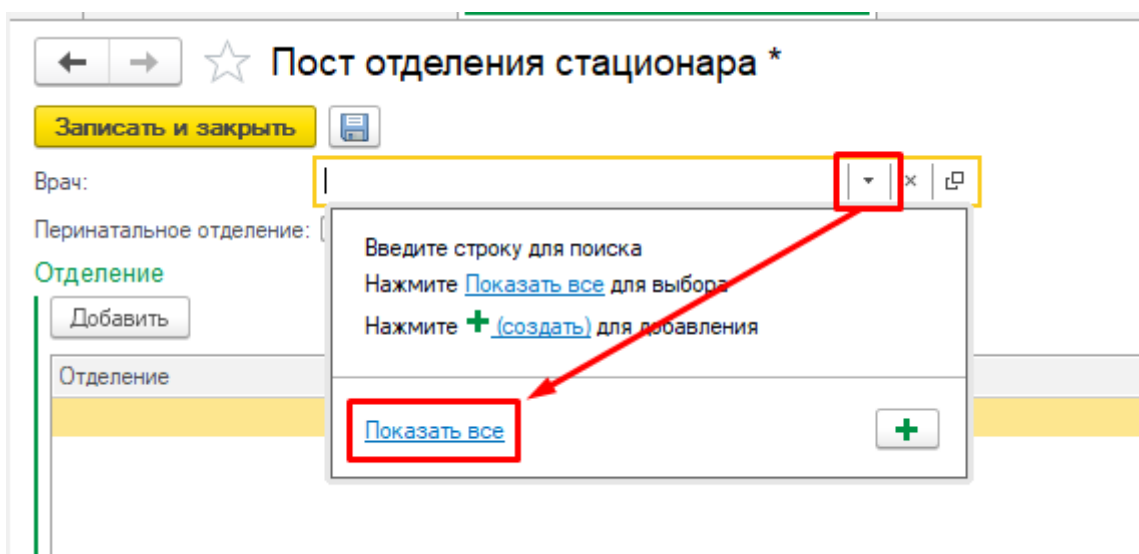 Пост отделения стационара *
Записать и закрыть
Врач:
Перинатальное отделение:
Введите строку для поиска
Нажмите Показать все для выбора
Нажмите + (создать) для добавления
Отделение
Добавить
Отделение
Показать все